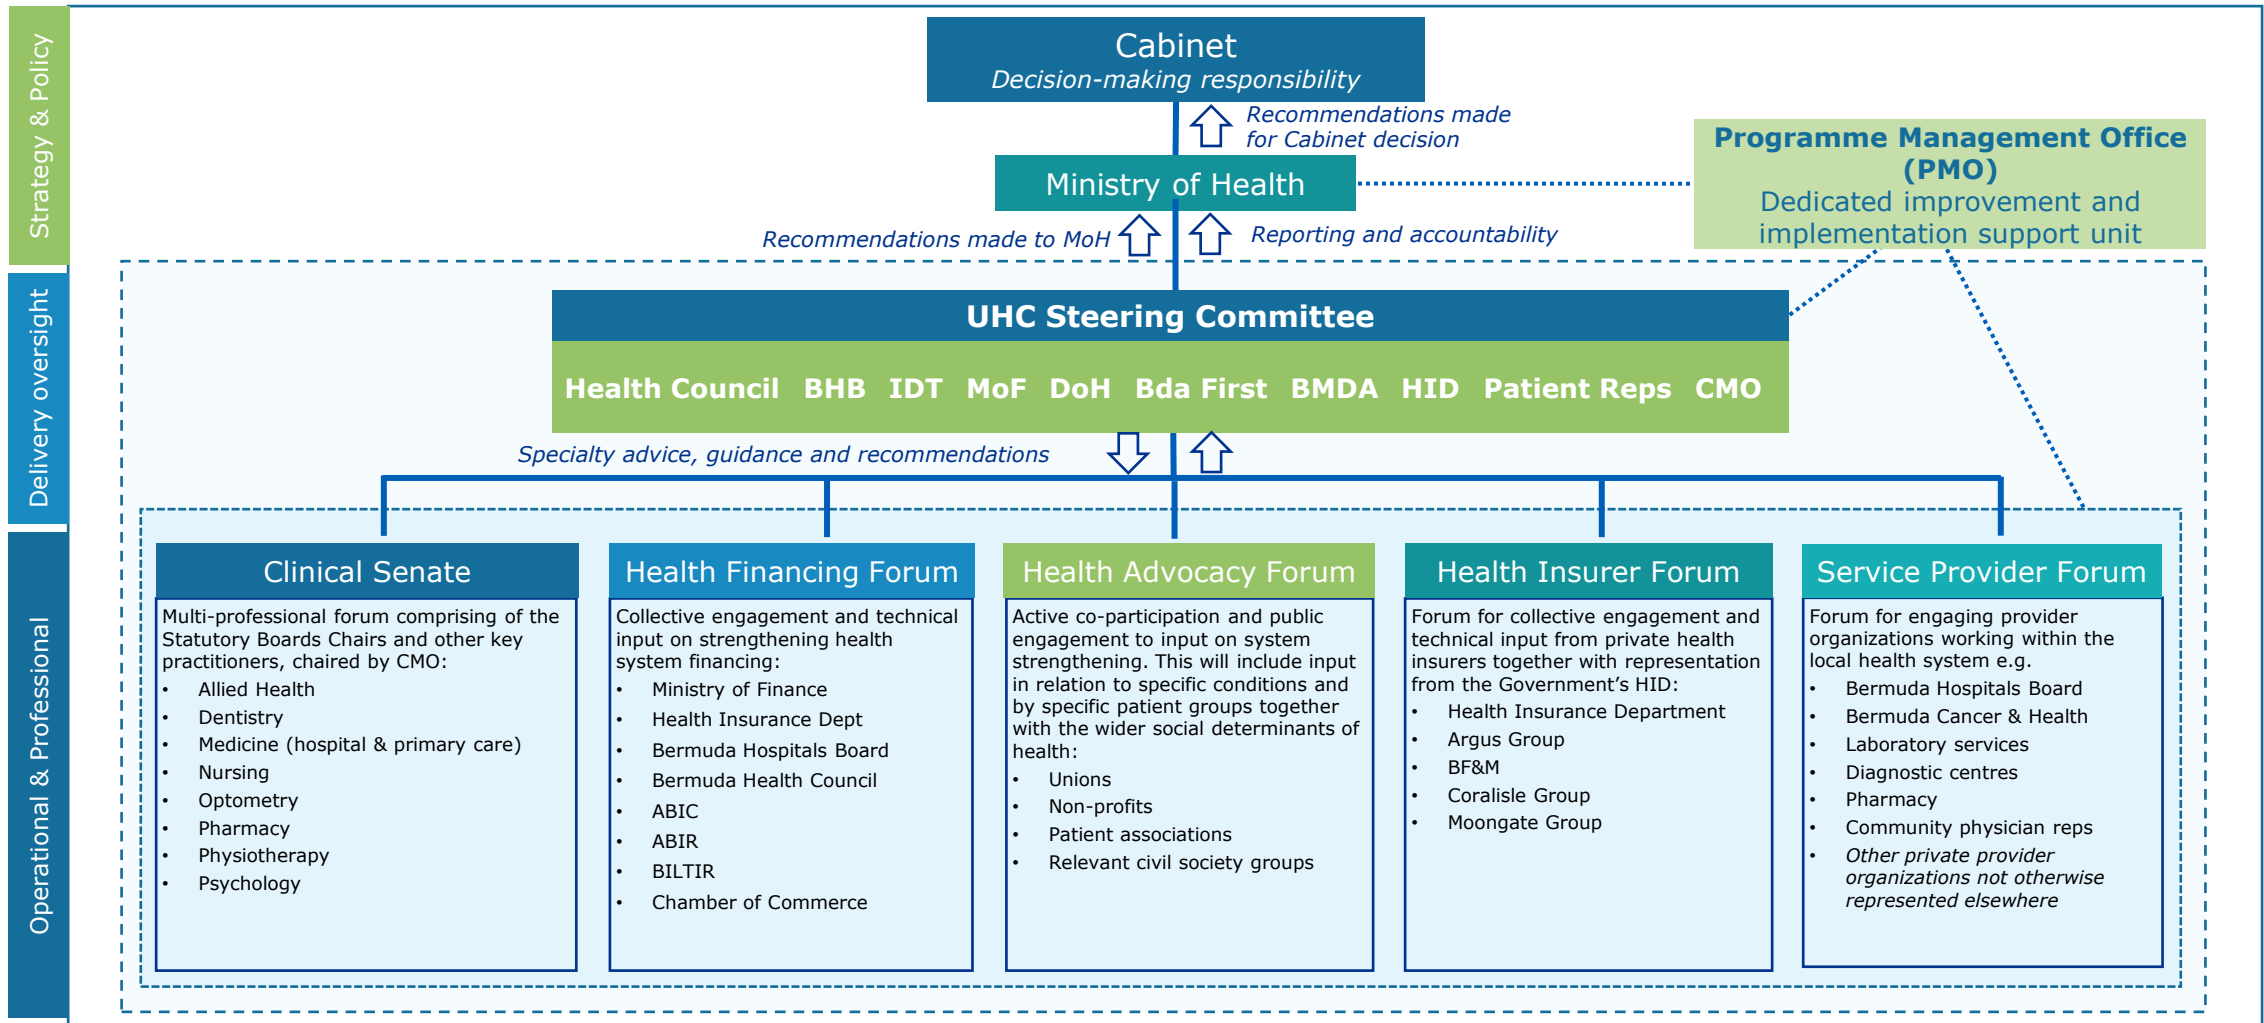 Strategy & Policy
Cabinet
Decision-making responsibility
Recommendations made
for Cabinet decision
Ministry of Health
Programme Management Office
(PMO)
Dedicated improvement and
implementation support unit
Recommendations made to MoH
Reporting and accountability
Delivery oversight
UHC Steering Committee
Health Council BHB IDT MoF DoH Bda First BMDA HID Patient Reps CMO
Specialty advice, guidance and recommendations
Operational & Professional
Clinical Senate
Multi-professional forum comprising of the
Statutory Boards Chairs and other key
practitioners, chaired by CMO:
• Allied Health
• Dentistry
• Medicine (hospital & primary care)
• Nursing
• Optometry
• Pharmacy
• Physiotherapy
• Psychology
Health Financing Forum
Collective engagement and technical
input on strengthening health
system financing:
• Ministry of Finance
• Health Insurance Dept
• Bermuda Hospitals Board
• Bermuda Health Council
• ABIC
• ABIR
• BILTIR
• Chamber of Commerce
Health Advocacy Forum
Active co-participation and public
engagement to input on system
strengthening. This will include input
in relation to specific conditions and
by specific patient groups together
with the wider social determinants of
health:
• Unions
• Non-profits
• Patient associations
• Relevant civil society groups
Health Insurer Forum
Forum for collective engagement and
technical input from private health
insurers together with representation
from the Government’s HID:
• Health Insurance Department
• Argus Group
• BF&M
• Coralisle Group
• Moongate Group
Service Provider Forum
Forum for engaging provider
organizations working within the
local health system e.g.
• Bermuda Hospitals Board
• Bermuda Cancer & Health
• Laboratory services
• Diagnostic centres
• Pharmacy
• Community physician reps
• Other private provider
organizations not otherwise
represented elsewhere